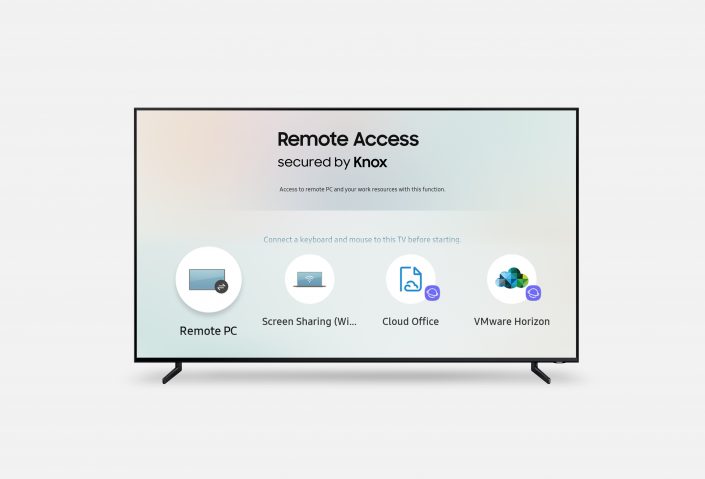 Remote Access
secured by Knox
Access to remote PC and your work resources with this function.
Connect a keyboard and mouse to this TV before starting.
Remote PC
Screen Sharing (Wi...
Cloud Office
VMware Horizon